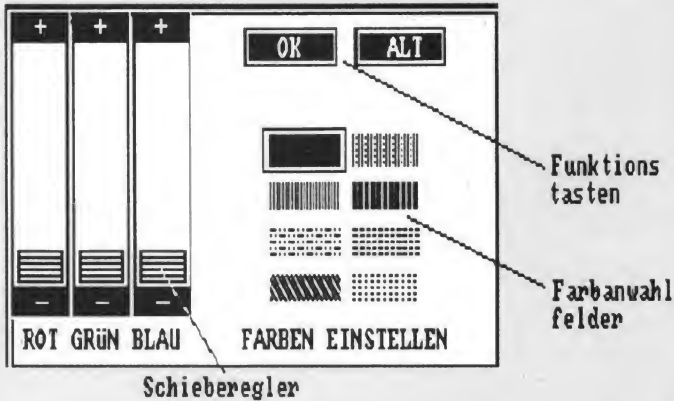 + + +
OK ALT
Funktions
tasten
- - -
Farbanwahl
felder
ROT GRüN BLAU FARBEN EINSTELLEN
Schieberegler